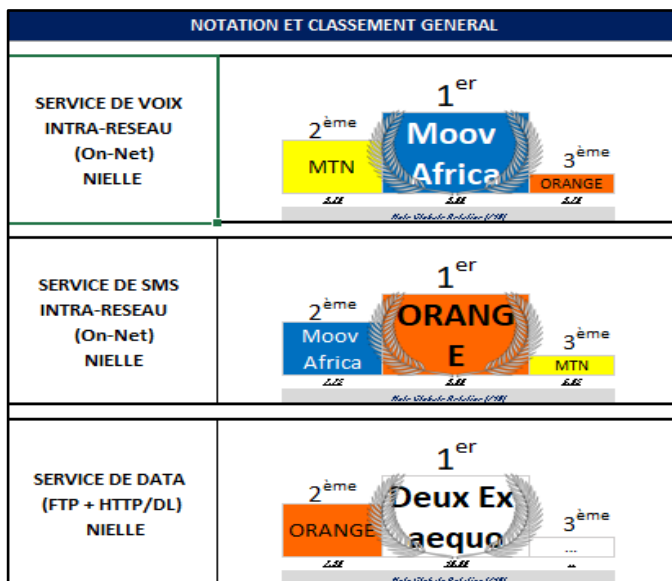 NOTATION ET CLASSEMENT GENERAL
SERVICE DE VOIX
INTRA-RESEAU
(On-Net)
NIELLE
1er
2ème
Moov
Africa
MTN
3ème
ORANGE
SERVICE DE SMS
INTRA-RESEAU
(On-Net)
NIELLE
1er
2ème
ORANG
E
Moov
Africa
3ème
MTN
SERVICE DE DATA
(FTP + HTTP/DL)
NIELLE
1er
2ème
Deux Ex
aequo
ORANGE
3ème
...